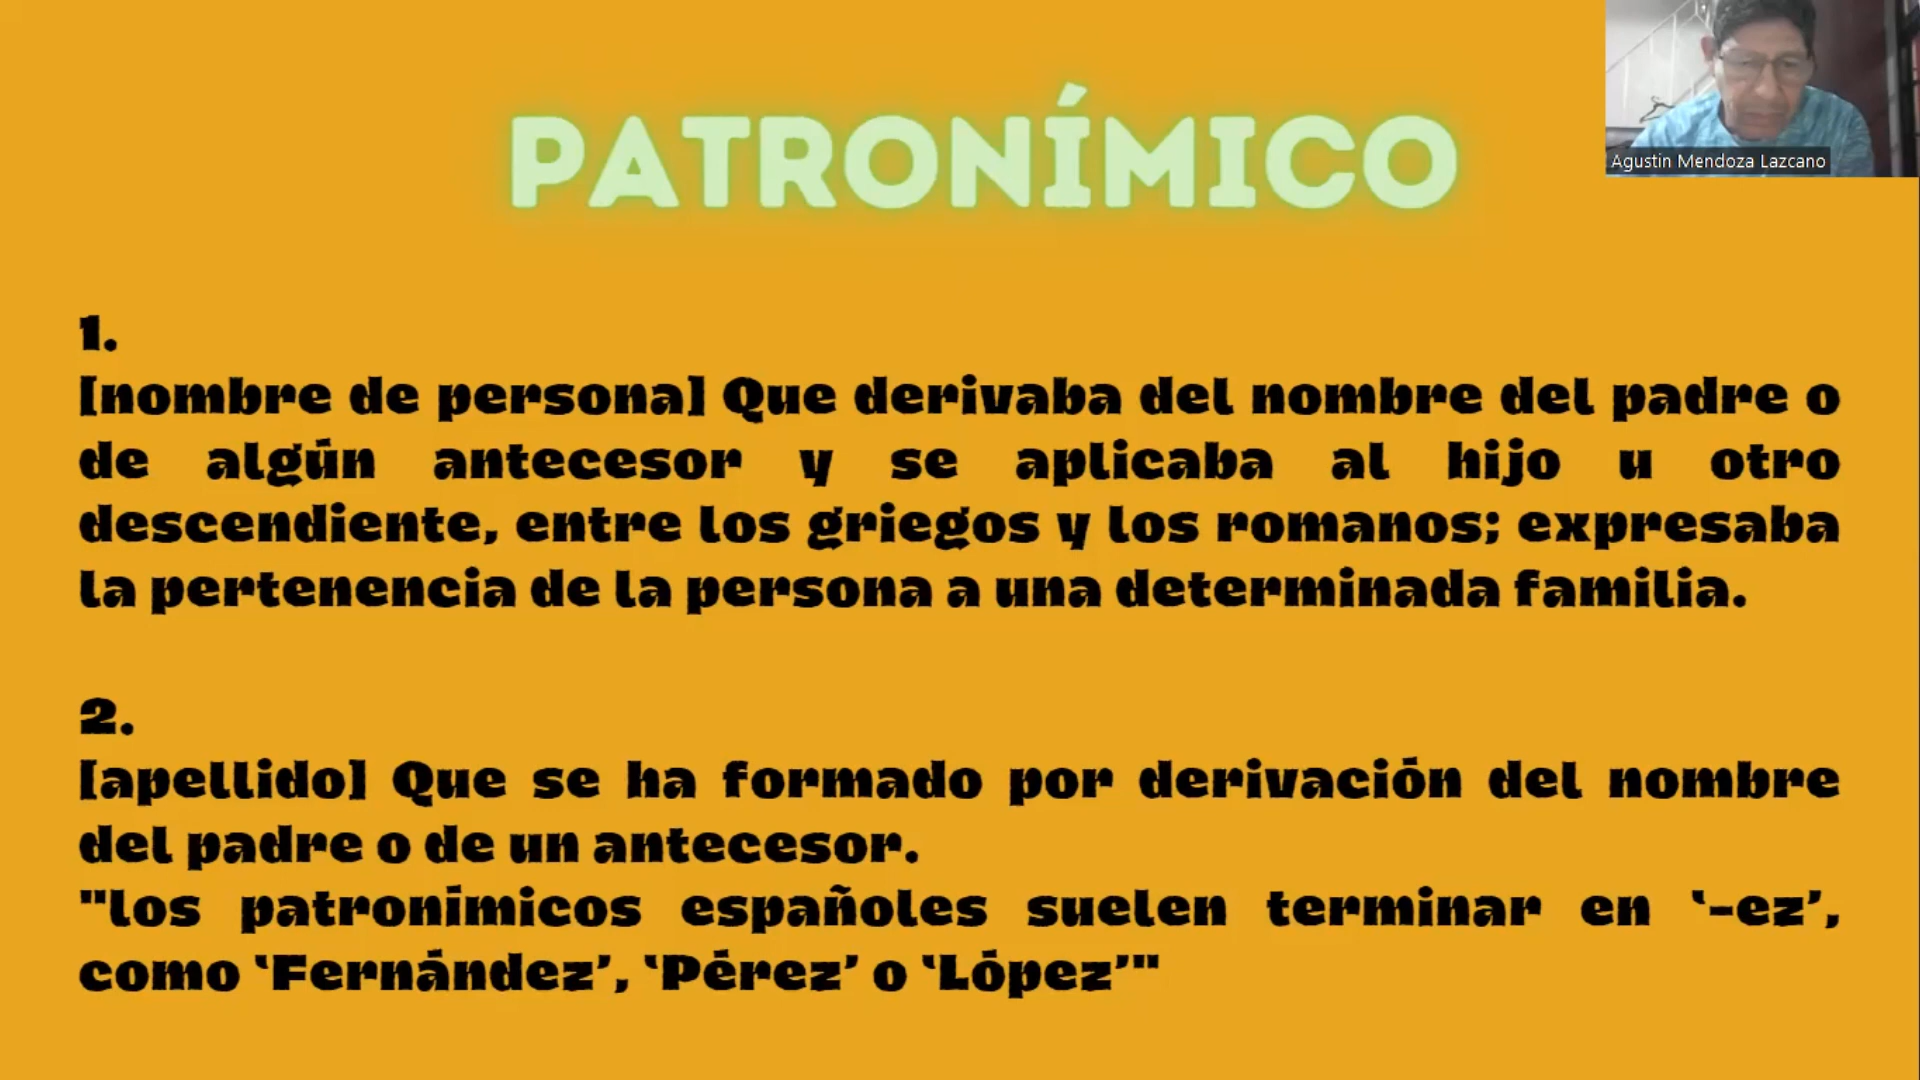 PATRONÍMICO
Agustin Mendoza Lazcano
1.
[nombre de persona] Que derivaba del nombre del padre o
de algún antecesor y se aplicaba al hijo u otro
descendiente, entre los griegos y los romanos; expresaba
la pertenencia de la persona a una determinada familia.
2.
[apellido] Que se ha formado por derivación del nombre
del padre o de un antecesor.
"los patronímicos españoles suelen terminar en ‘-ez’,
como ‘Fernández’, ‘Pérez’ o ‘López’"